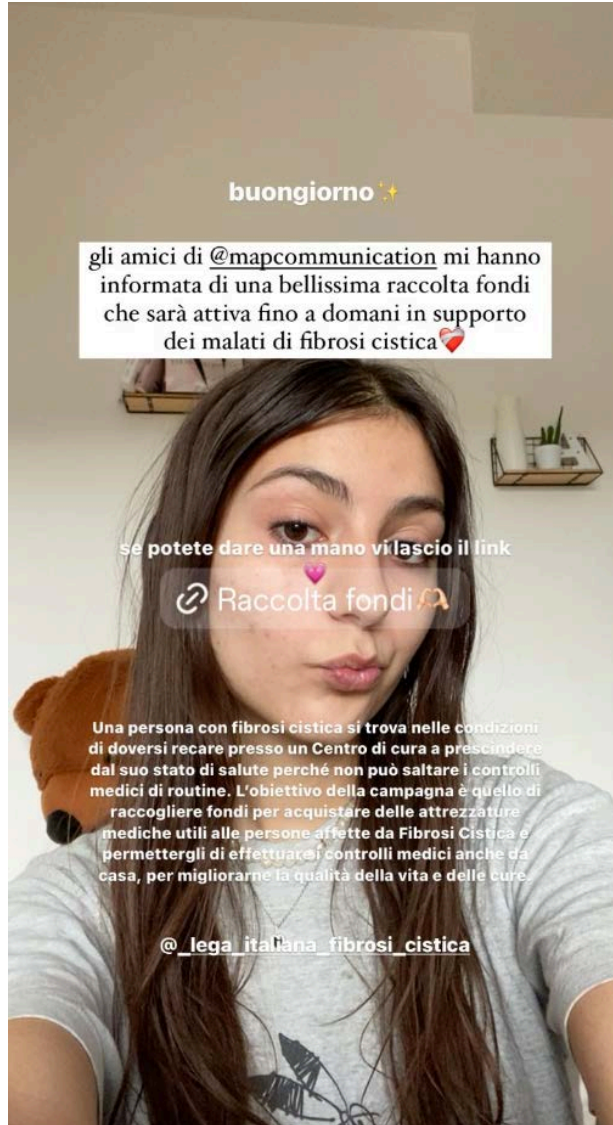 buongiorno✨
gli amici di @mapcommunication mi hanno
informata di una bellissima raccolta fondi
che sarà attiva fino a domani in supporto
dei malati di fibrosi cistica❤️‍🩹
se potete dare una mano vi lascio il link
💗
Raccolta fondi🫶🏻
Una persona con fibrosi cistica si trova nelle condizioni
di doversi recare presso un Centro di cura a prescindere
dal suo stato di salute perché non può saltare i controlli
medici di routine. L'obiettivo della campagna è quello di
raccogliere fondi per acquistare delle attrezzature
mediche utili alle persone affette da Fibrosi Cistica e
permettergli di effettuare i controlli medici anche da
casa, per migliorarne la qualità della vita e delle cure.
@_lega_italiana_fibrosi_cistica